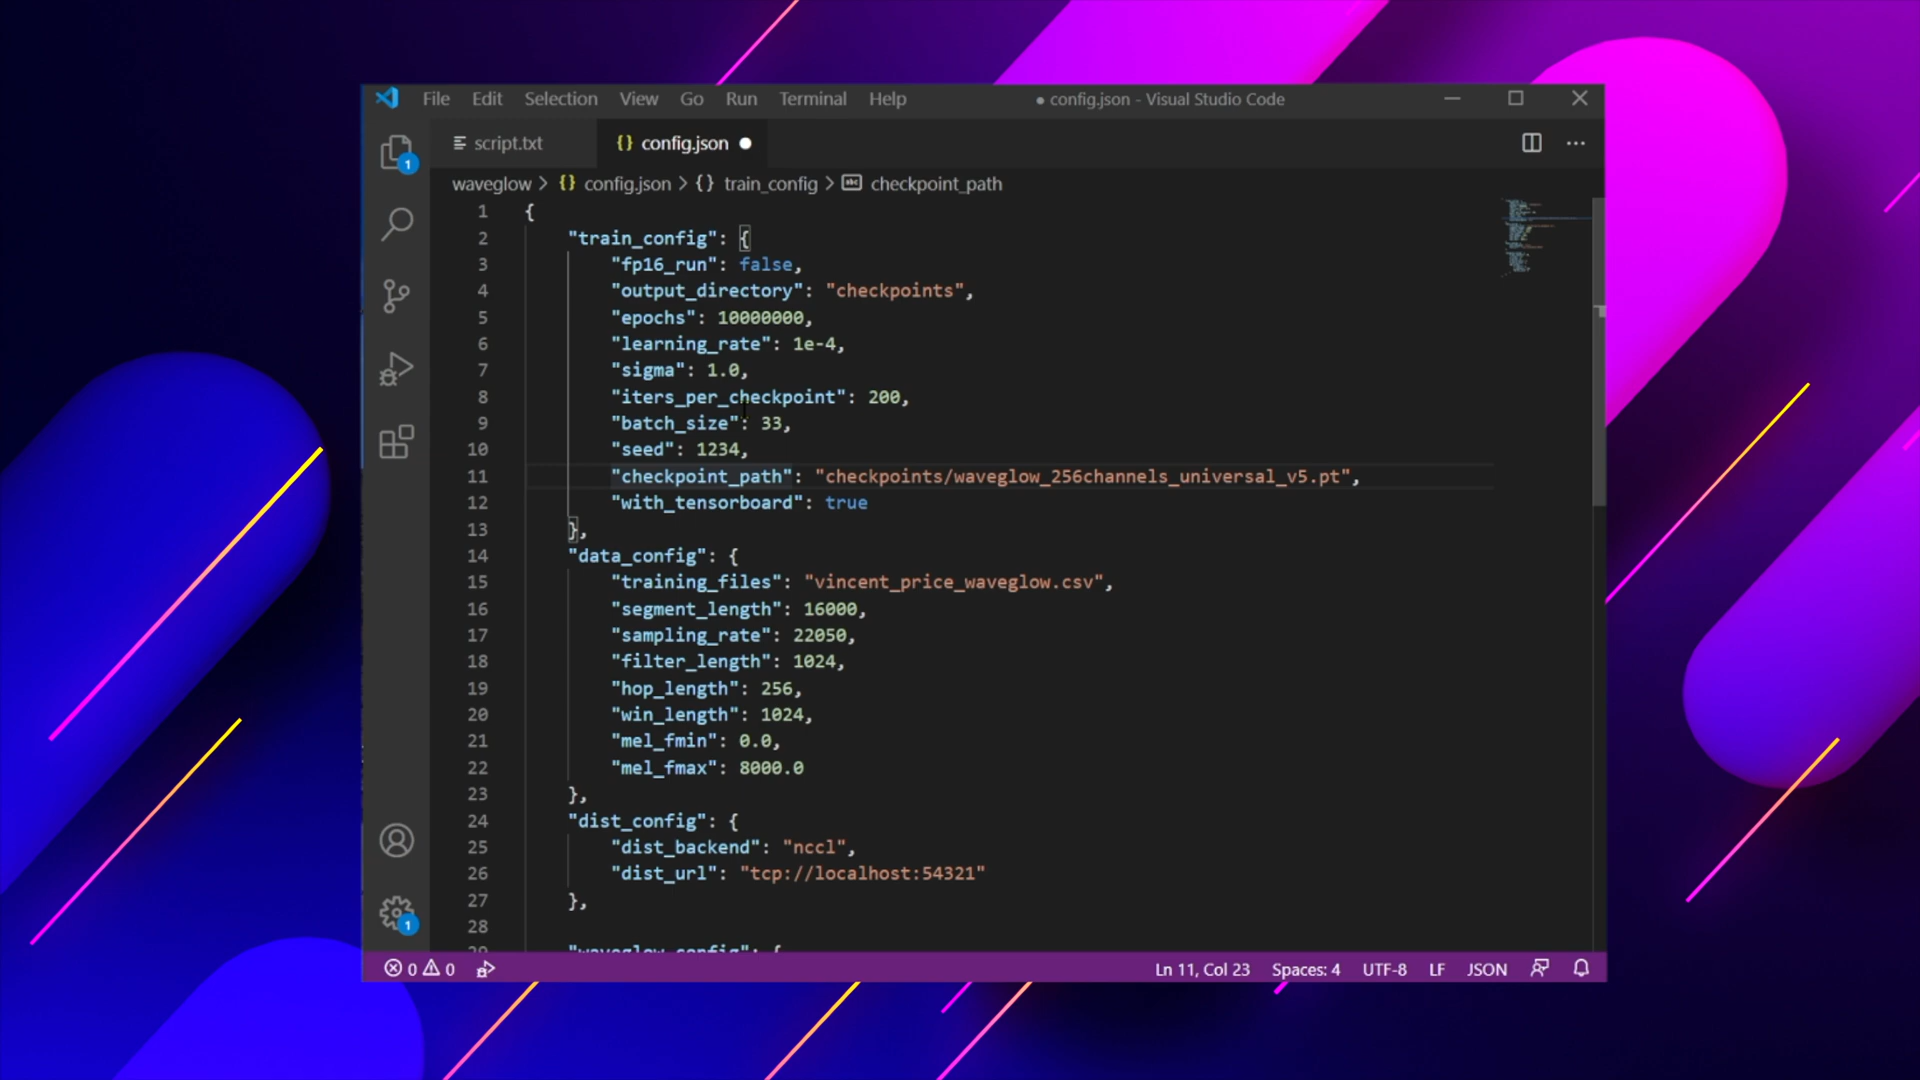 File Edit Selection View Go Run Terminal Help ● config.json - Visual Studio Code
script.txt {} config.json ●
waveglow > {} config.json > {} train_config > abc checkpoint_path
1 {
2 "train_config": {
3 "fp16_run": false,
4 "output_directory": "checkpoints",
5 "epochs": 10000000,
6 "learning_rate": 1e-4,
7 "sigma": 1.0,
8 "iters_per_checkpoint": 200,
9 "batch_size": 33,
10 "seed": 1234,
11 "checkpoint_path": "checkpoints/waveglow_256channels_universal_v5.pt",
12 "with_tensorboard": true
13 },
14 "data_config": {
15 "training_files": "vincent_price_waveglow.csv",
16 "segment_length": 16000,
17 "sampling_rate": 22050,
18 "filter_length": 1024,
19 "hop_length": 256,
20 "win_length": 1024,
21 "mel_fmin": 0.0,
22 "mel_fmax": 8000.0
23 },
24 "dist_config": {
25 "dist_backend": "nccl",
26 "dist_url": "tcp://localhost:54321"
27 },
28
29 "waveglow_config": {
1
1
0 0 Ln 11, Col 23 Spaces: 4 UTF-8 LF JSON